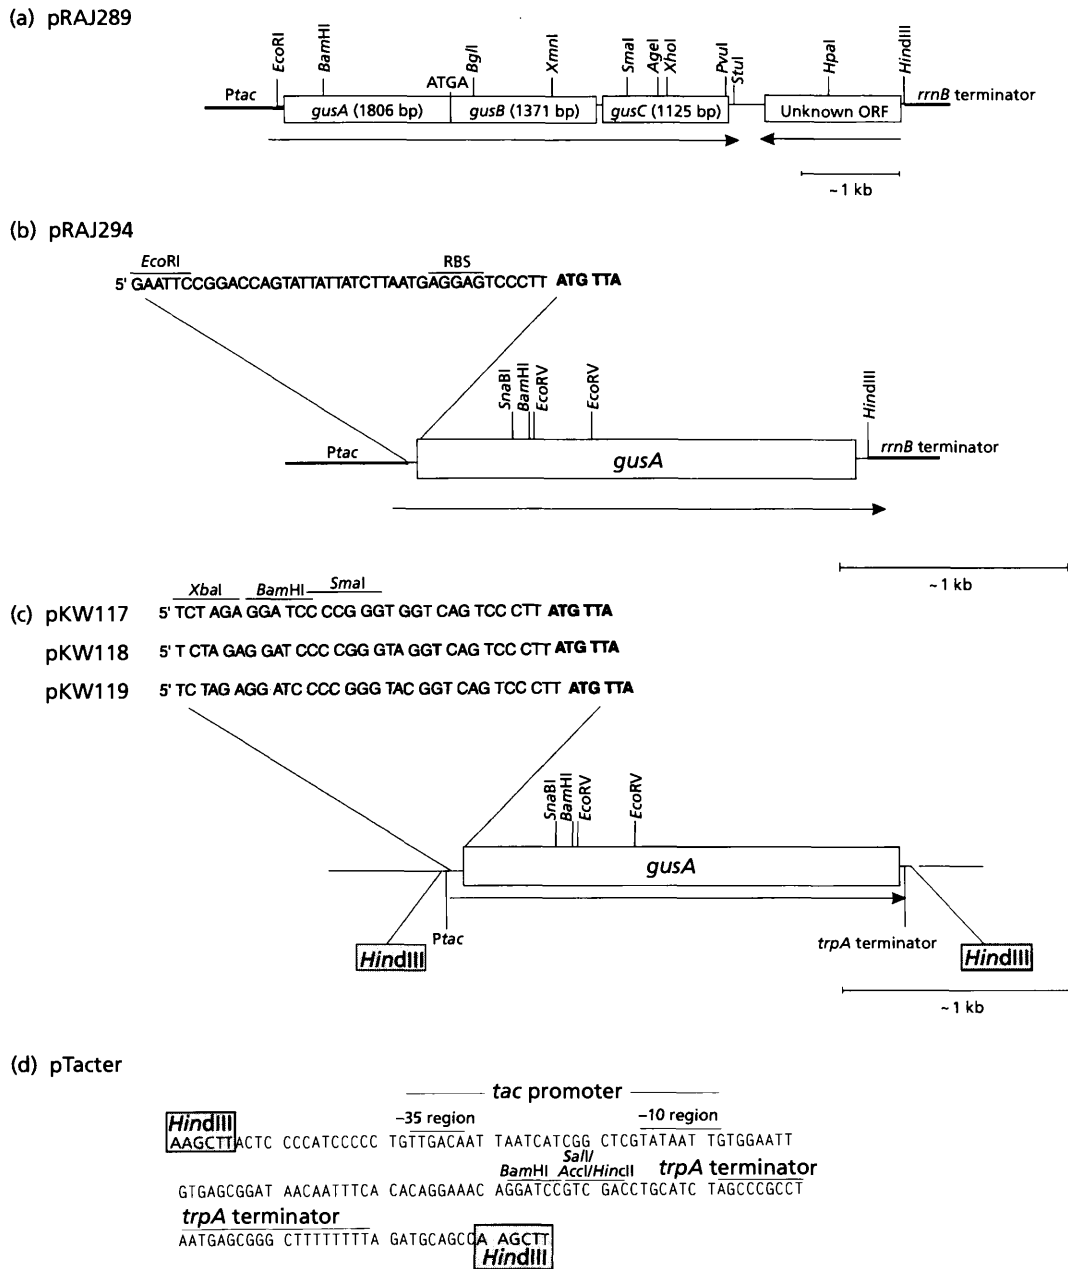 (a) pRAJ289
EcoRI BamHI ATGA BglI XmnI SmaI AgeI XhoI PvuI StuI HpaI HindIII
Ptac gusA (1806 bp) gusB (1371 bp) gusC (1125 bp) Unknown ORF rrnB terminator
~1 kb
(b) pRAJ294
EcoRI RBS
5' GAATTCCGGACCAGTATTATTATCTTAATGAGGAGTCCCTT ATG TTA
SnaBI BamHI EcoRV EcoRV HindIII
Ptac gusA rrnB terminator
~1 kb
XbaI BamHI SmaI
(c) pKW117 5' TCT AGA GGA TCC CCG GGT GGT CAG TCC CTT ATG TTA
pKW118 5' T CTA GAG GAT CCC CGG GTA GGT CAG TCC CTT ATG TTA
pKW119 5' TC TAG AGG ATC CCC GGG TAC GGT CAG TCC CTT ATG TTA
SnaBI BamHI EcoRV EcoRV
gusA
Ptac trpA terminator
HindIII HindIII
~1 kb
(d) pTacter
tac promoter
HindIII –35 region –10 region
AAGCTTACTC CCCATCCCCC TGTTGACAAT TAATCATCGG CTCGTATAAT TGTGGAATT
SalI/
BamHI AccI/HincII trpA terminator
GTGAGCGGAT AACAATTTCA CACAGGAAAC AGGATCCGTC GACCTGCATC TAGCCCGCCT
trpA terminator
AATGAGCGGG CTTTTTTTTA GATGCAGCCA AGCTT
HindIII